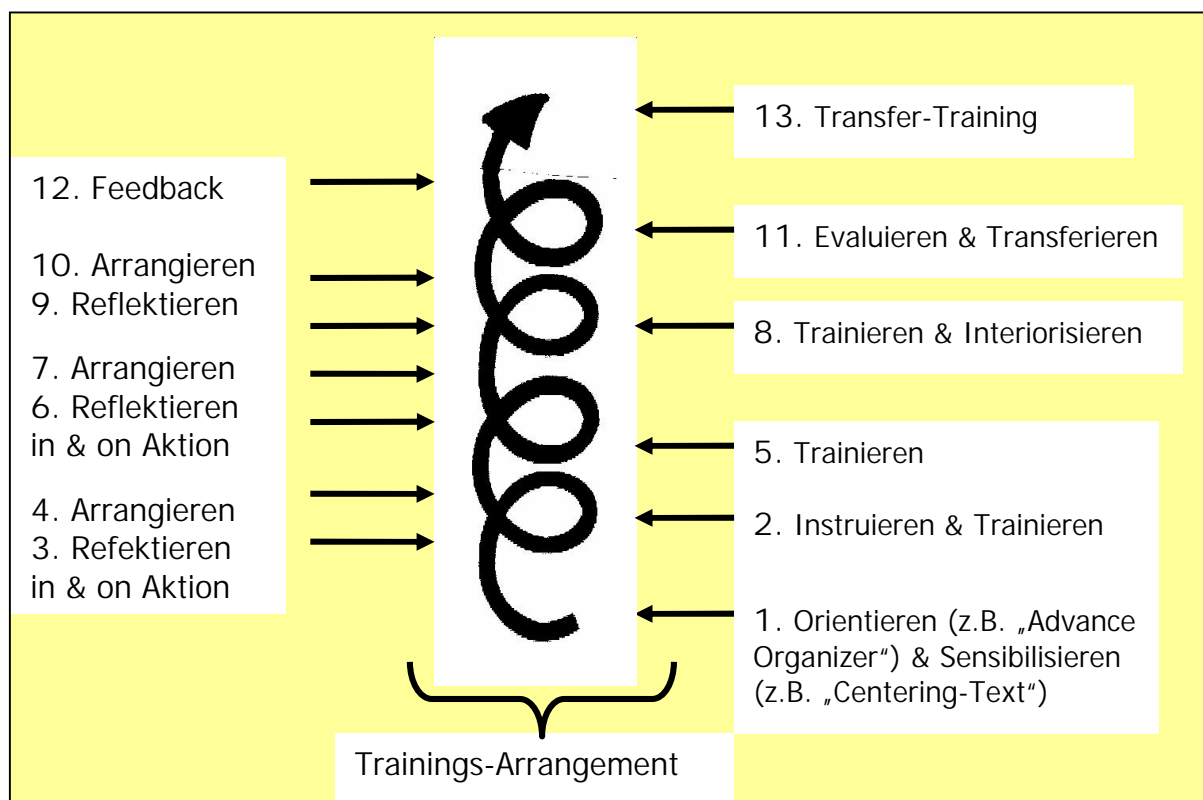 13. Transfer-Training
12. Feedback
11. Evaluieren & Transferieren
10. Arrangieren
9. Reflektieren
8. Trainieren & Interiorisieren
7. Arrangieren
6. Reflektieren
in & on Aktion
5. Trainieren
4. Arrangieren
3. Refektieren
in & on Aktion
2. Instruieren & Trainieren
1. Orientieren (z.B. „Advance
Organizer“) & Sensibilisieren
(z.B. „Centering-Text“)
Trainings-Arrangement